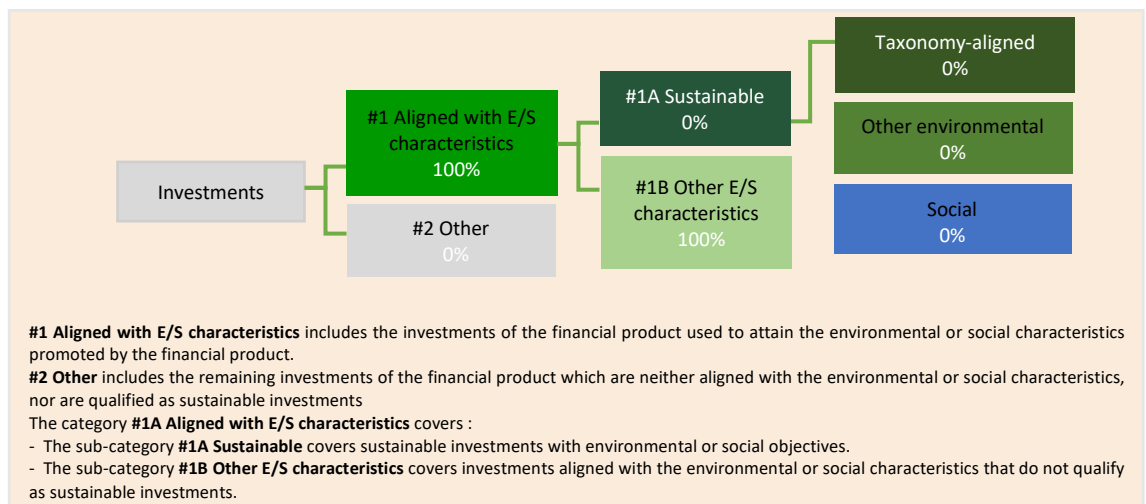 Investments
#1 Aligned with E/S
characteristics
100%
#2 Other
0%
#1A Sustainable
0%
#1B Other E/S
characteristics
100%
Taxonomy-aligned
0%
Other environmental
0%
Social
0%
#1 Aligned with E/S characteristics includes the investments of the financial product used to attain the environmental or social characteristics
promoted by the financial product.
#2 Other includes the remaining investments of the financial product which are neither aligned with the environmental or social characteristics,
nor are qualified as sustainable investments
The category #1A Aligned with E/S characteristics covers :
- The sub-category #1A Sustainable covers sustainable investments with environmental or social objectives.
- The sub-category #1B Other E/S characteristics covers investments aligned with the environmental or social characteristics that do not qualify
as sustainable investments.